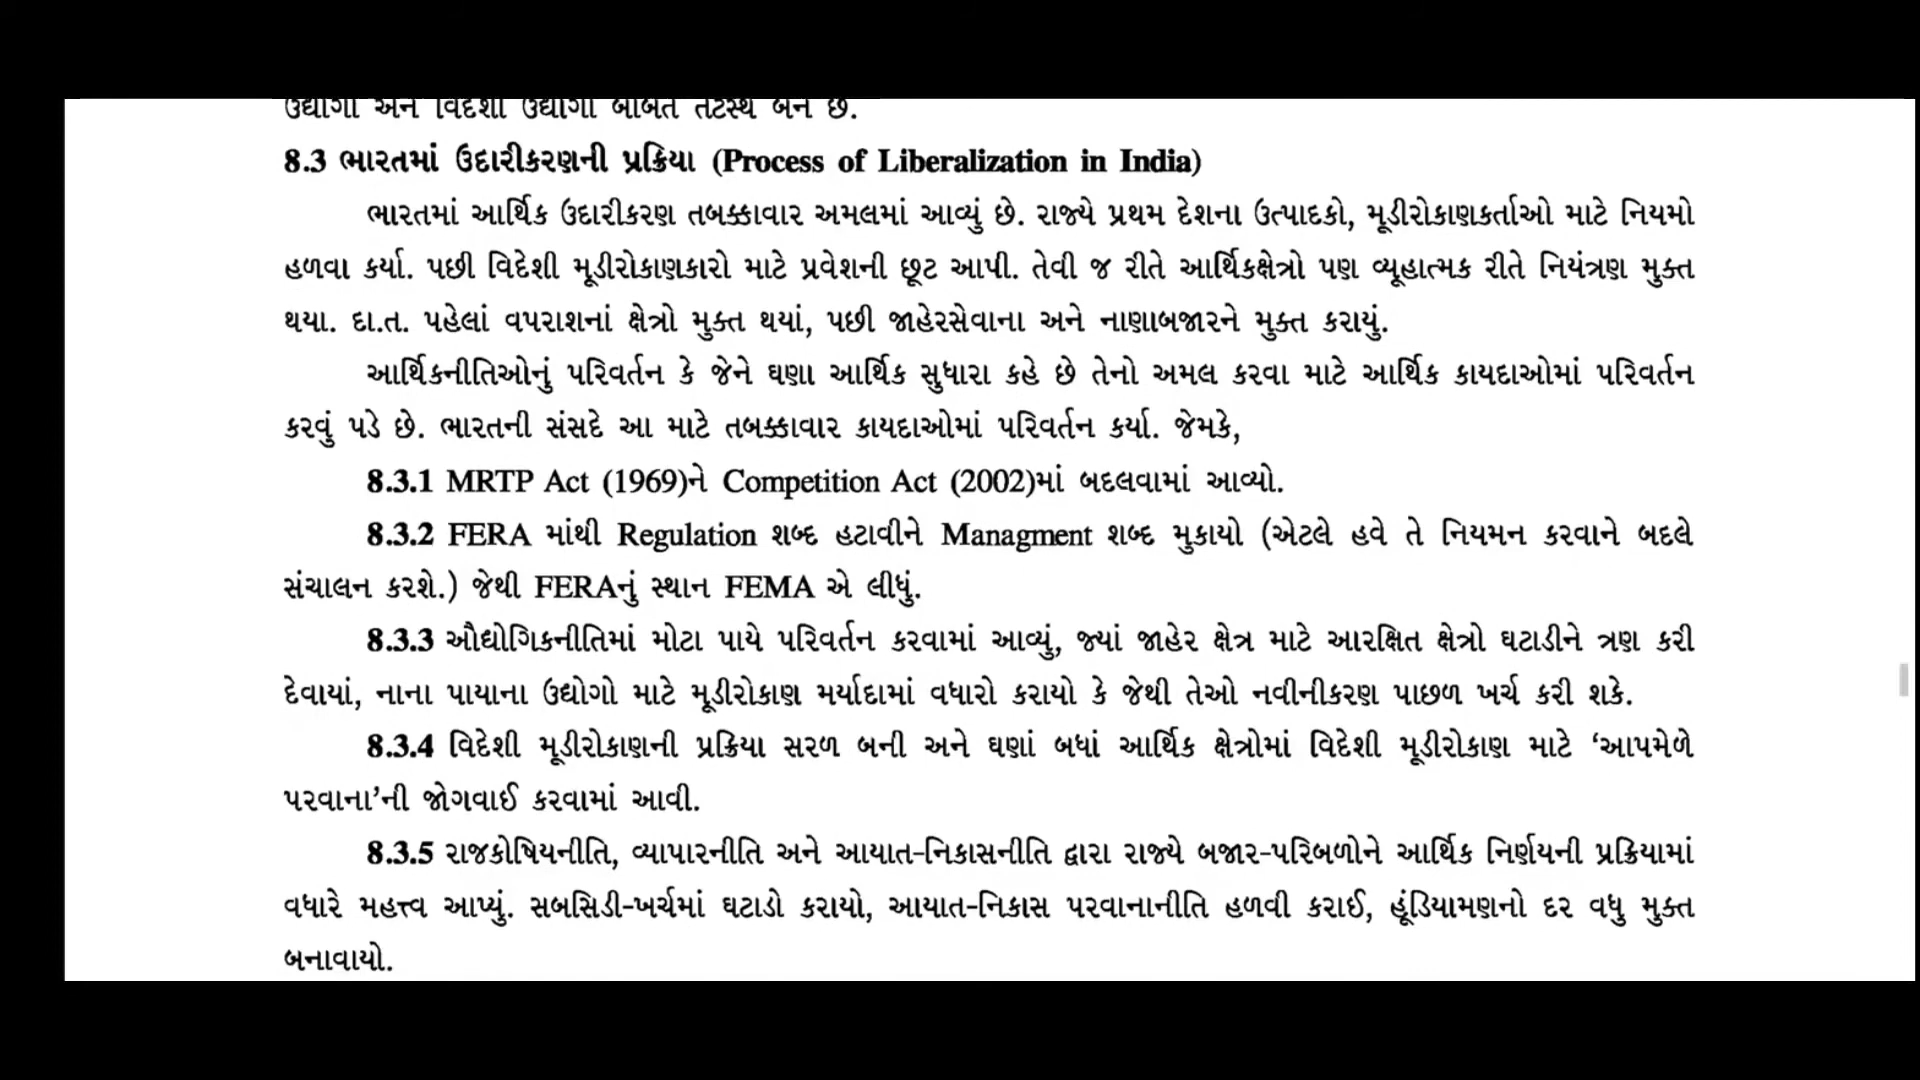 ઉદ્યોગો અને વિદેશી ઉદ્યોગો બાબતે તટસ્થ બને છે.
8.3 ભારતમાં ઉદારીકરણની પ્રક્રિયા (Process of Liberalization in India)
ભારતમાં આર્થિક ઉદારીકરણ તબક્કાવાર અમલમાં આવ્યું છે. રાજ્યે પ્રથમ દેશના ઉત્પાદકો, મૂડીરોકાણકર્તાઓ માટે નિયમો
હળવા કર્યા. પછી વિદેશી મૂડીરોકાણકારો માટે પ્રવેશની છૂટ આપી. તેવી જ રીતે આર્થિકક્ષેત્રો પણ વ્યૂહાત્મક રીતે નિયંત્રણ મુક્ત
થયા. દા.ત. પહેલાં વપરાશનાં ક્ષેત્રો મુક્ત થયાં, પછી જાહેરસેવાના અને નાણાબજારને મુક્ત કરાયું.
આર્થિકનીતિઓનું પરિવર્તન કે જેને ઘણા આર્થિક સુધારા કહે છે તેનો અમલ કરવા માટે આર્થિક કાયદાઓમાં પરિવર્તન
કરવું પડે છે. ભારતની સંસદે આ માટે તબક્કાવાર કાયદાઓમાં પરિવર્તન કર્યા. જેમકે,
8.3.1 MRTP Act (1969)ને Competition Act (2002)માં બદલવામાં આવ્યો.
8.3.2 FERA માંથી Regulation શબ્દ હટાવીને Managment શબ્દ મુકાયો (એટલે હવે તે નિયમન કરવાને બદલે
સંચાલન કરશે.) જેથી FERAનું સ્થાન FEMA એ લીધું.
8.3.3 ઔદ્યોગિકનીતિમાં મોટા પાયે પરિવર્તન કરવામાં આવ્યું, જ્યાં જાહેર ક્ષેત્ર માટે આરક્ષિત ક્ષેત્રો ઘટાડીને ત્રણ કરી
દેવાયાં, નાના પાયાના ઉદ્યોગો માટે મૂડીરોકાણ મર્યાદામાં વધારો કરાયો કે જેથી તેઓ નવીનીકરણ પાછળ ખર્ચ કરી શકે.
8.3.4 વિદેશી મૂડીરોકાણની પ્રક્રિયા સરળ બની અને ઘણાં બધાં આર્થિક ક્ષેત્રોમાં વિદેશી મૂડીરોકાણ માટે ‘આપમેળે
પરવાના’ની જોગવાઈ કરવામાં આવી.
8.3.5 રાજકોષિયનીતિ, વ્યાપારનીતિ અને આયાત-નિકાસનીતિ દ્વારા રાજ્યે બજાર-પરિબળોને આર્થિક નિર્ણયની પ્રક્રિયામાં
વધારે મહત્ત્વ આપ્યું. સબસિડી-ખર્ચમાં ઘટાડો કરાયો, આયાત-નિકાસ પરવાનાનીતિ હળવી કરાઈ, હૂંડિયામણનો દર વધુ મુક્ત
બનાવાયો.